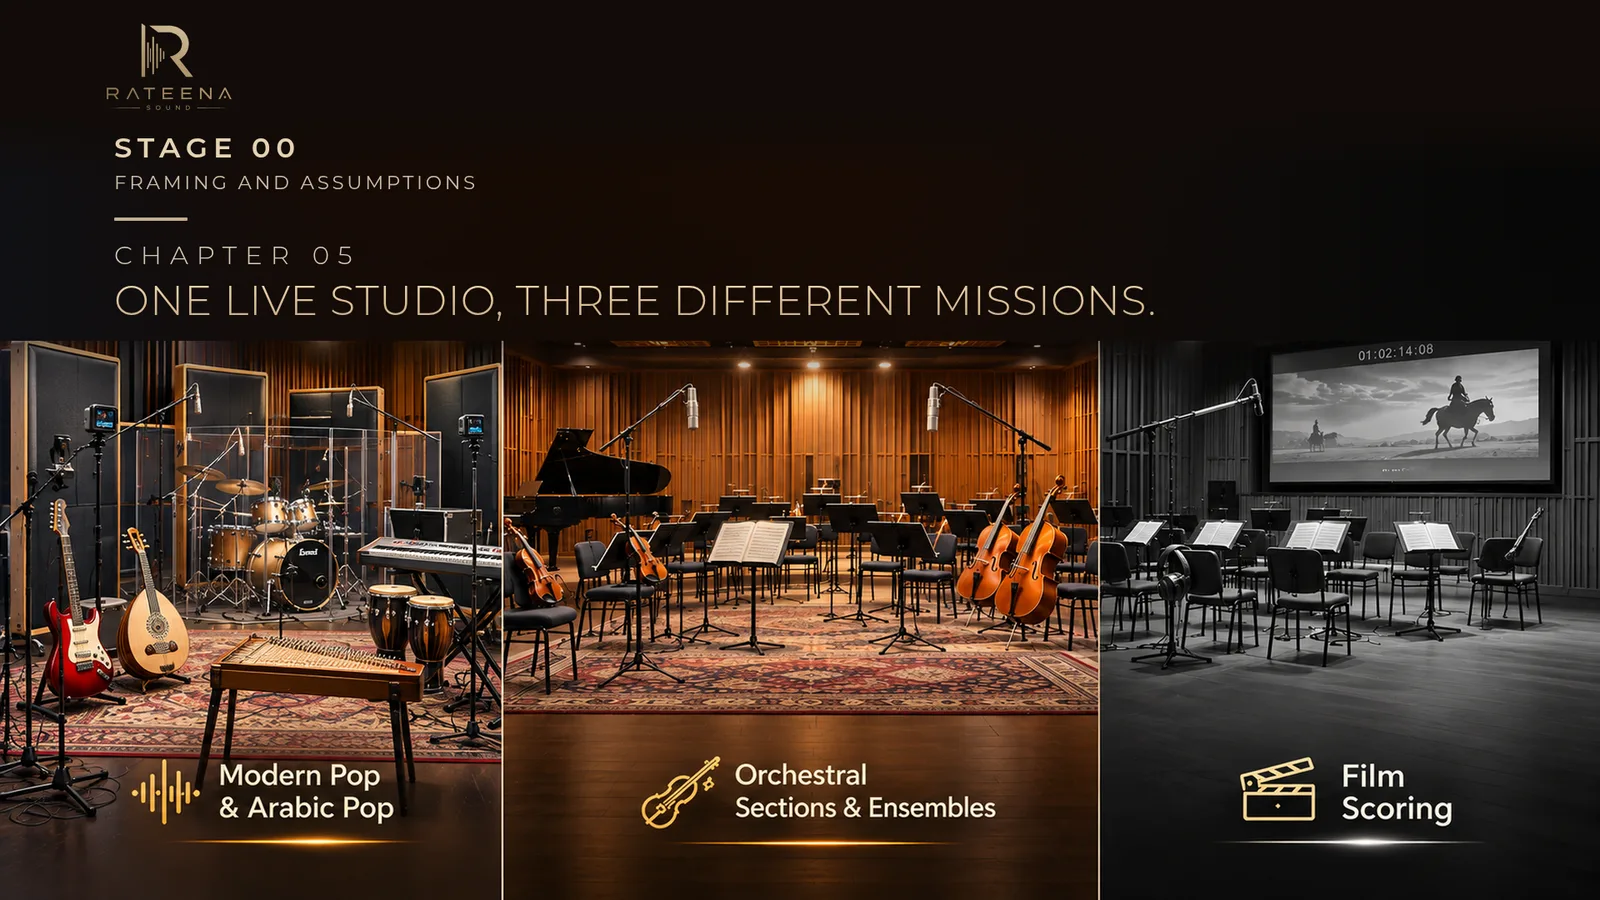 RATEENA
SOUND
STAGE 00
FRAMING AND ASSUMPTIONS
CHAPTER 05
ONE LIVE STUDIO, THREE DIFFERENT MISSIONS.
01:02:14:08
Modern Pop
& Arabic Pop
Orchestral
Sections & Ensembles
Film
Scoring